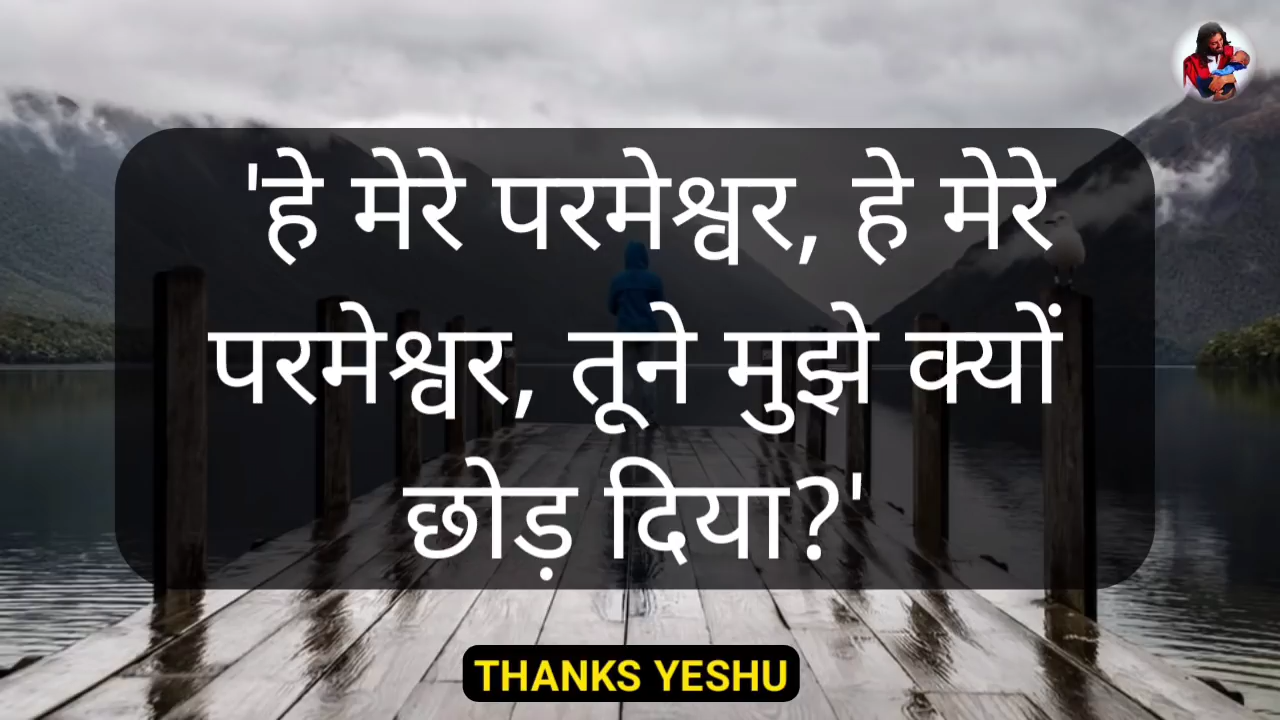 'हे मेरे परमेश्वर, हे मेरे
परमेश्वर, तूने मुझे क्यों
छोड़ दिया?'
THANKS YESHU